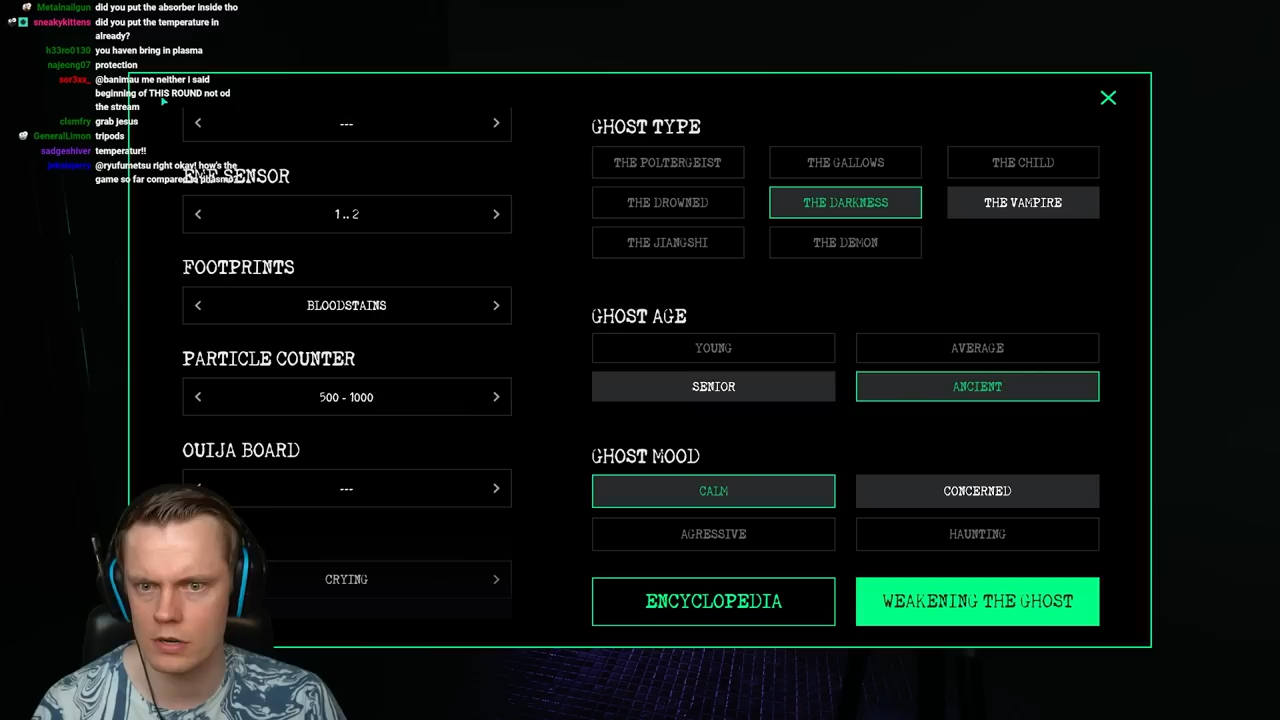 Metalnailgun did you put the absorber inside tho
sneakykittens did you put the temperature in
already?
h33ro0130 you haven bring in plasma
najeong07 protection
sor3xx_ @banimau me neither I said
beginning of THIS ROUND not od
the stream
clsmfry grab jesus
GeneralLimon tripods
sadgeshiver temperatur!!
@ryufumetsu right okay! how's the
game so far compared
---
EMF SENSOR
1 .. 2
FOOTPRINTS
BLOODSTAINS
PARTICLE COUNTER
500 - 1000
OUIJA BOARD
---
CRYING
GHOST TYPE
THE POLTERGEIST
THE GALLOWS
THE CHILD
THE DROWNED
THE DARKNESS
THE VAMPIRE
THE JIANGSHI
THE DEMON
GHOST AGE
YOUNG
AVERAGE
SENIOR
ANCIENT
GHOST MOOD
CALM
CONCERNED
AGRESSIVE
HAUNTING
ENCYCLOPEDIA
WEAKENING THE GHOST